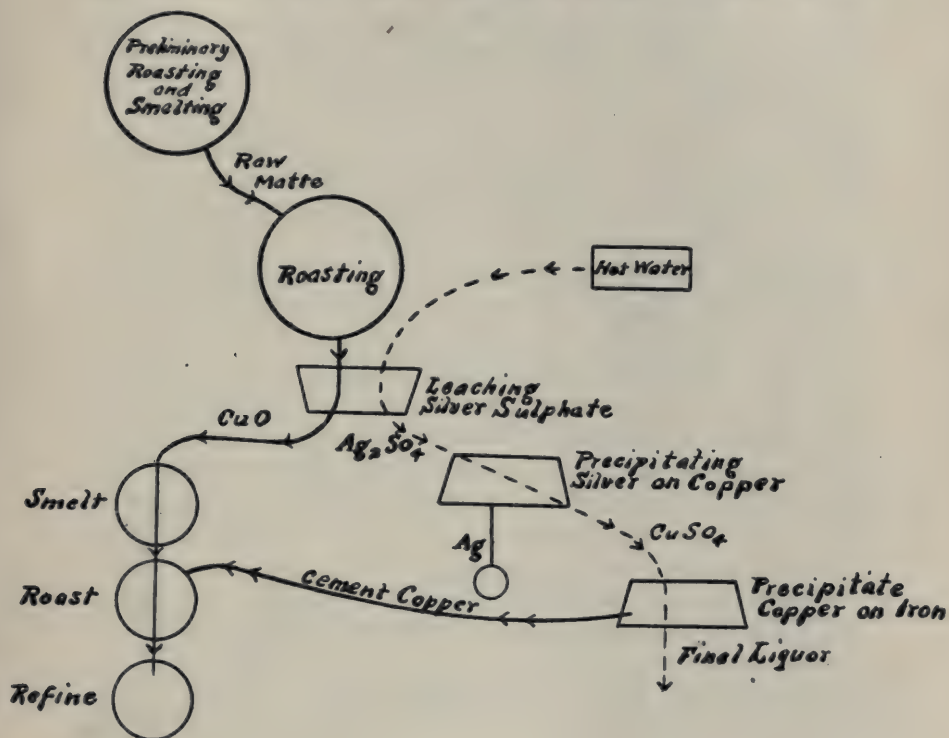 Preliminary
Roasting
and
Smelting
Raw
Matte
Roasting
Hot Water
Leaching
Silver Sulphate
CuO
Ag₂SO₄
Precipitating
Silver on Copper
Smelt
Ag
CuSO₄
Roast
Cement Copper
Precipitate
Copper on Iron
Final Liquor
Refine